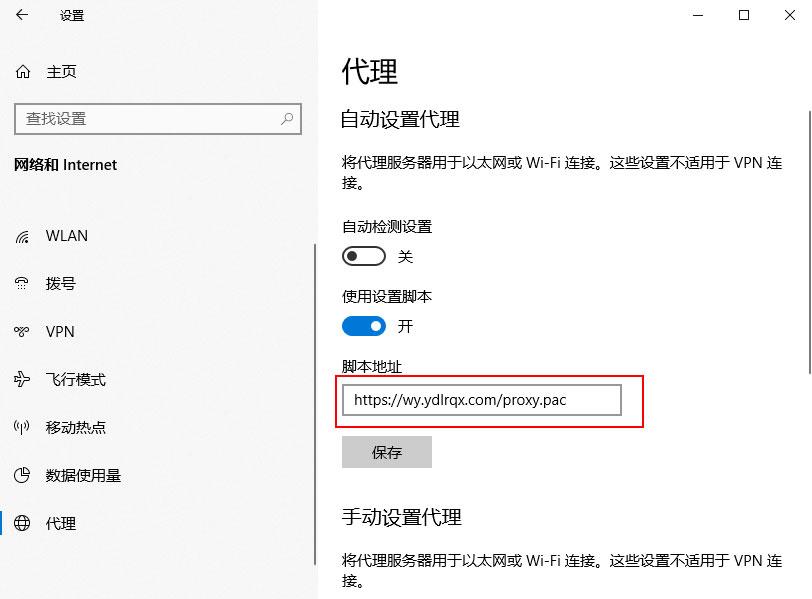 设置
主页
查找设置
网络和 Internet
WLAN
拨号
VPN
飞行模式
移动热点
数据使用量
代理
代理
自动设置代理
将代理服务器用于以太网或 Wi-Fi 连接。这些设置不适用于 VPN 连
接。
自动检测设置
关
使用设置脚本
开
脚本地址
https://wy.ydlrqx.com/proxy.pac
保存
手动设置代理
将代理服务器用于以太网或 Wi-Fi 连接。这些设置不适用于 VPN 连
接。